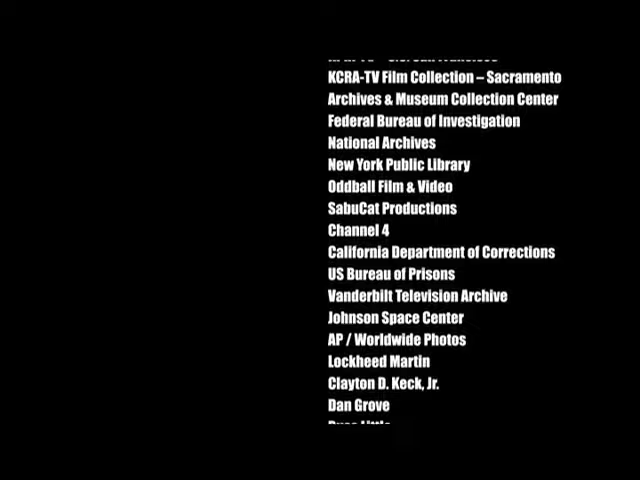 KCRA-TV Film Collection – Sacramento
Archives & Museum Collection Center
Federal Bureau of Investigation
National Archives
New York Public Library
Oddball Film & Video
SabuCat Productions
Channel 4
California Department of Corrections
US Bureau of Prisons
Vanderbilt Television Archive
Johnson Space Center
AP / Worldwide Photos
Lockheed Martin
Clayton D. Keck, Jr.
Dan Grove